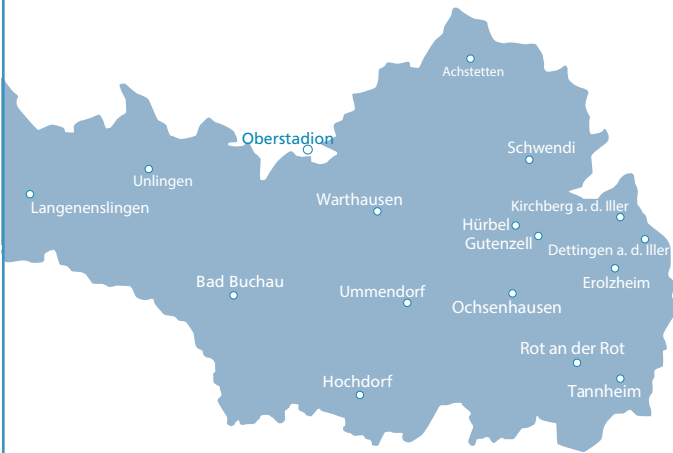 Achstetten
Oberstadion
Schwendi
Unlingen
Langenenslingen
Warthausen
Kirchberg a. d. Iller
Hürbel
Gutenzell
Dettingen a. d. Iller
Bad Buchau
Ummendorf
Erolzheim
Ochsenhausen
Rot an der Rot
Hochdorf
Tannheim